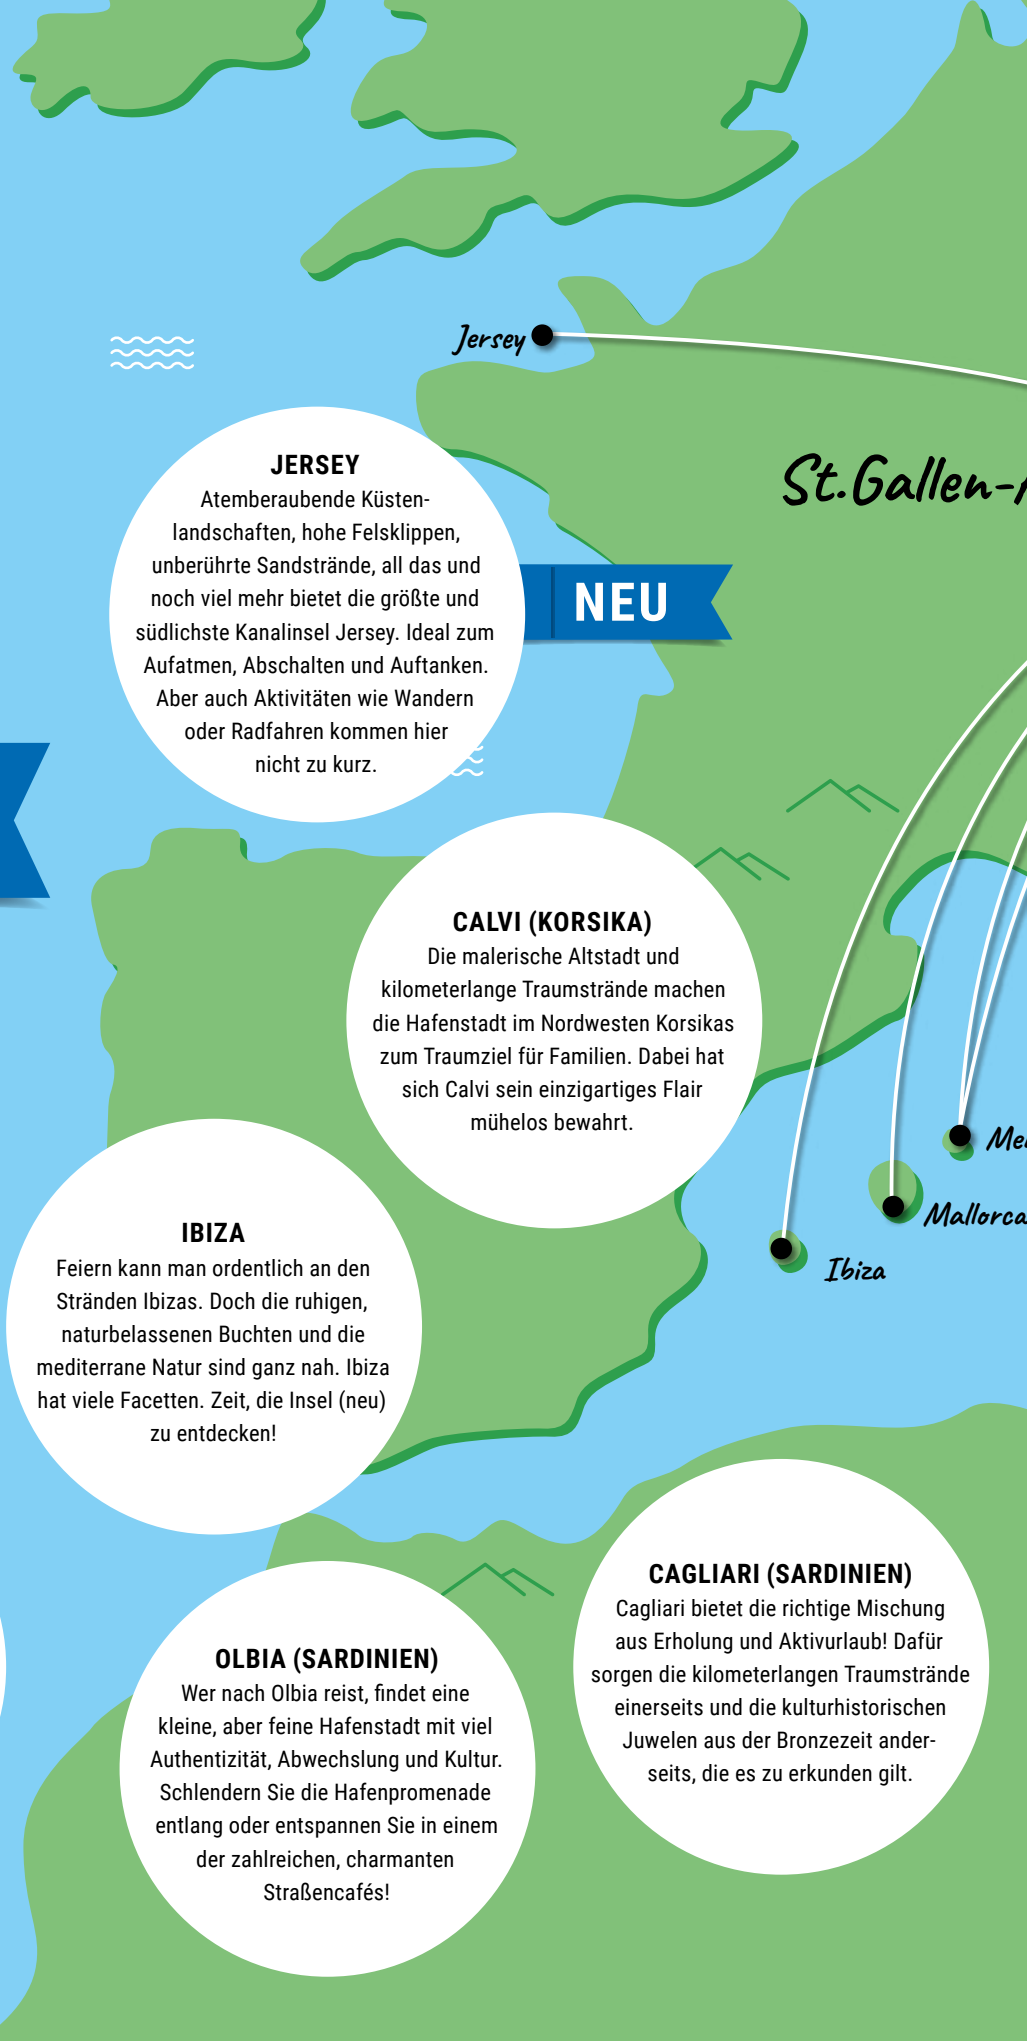 Jersey
St.Gallen-
JERSEY
Atemberaubende Küsten-
landschaften, hohe Felsklippen,
unberührte Sandstrände, all das und
noch viel mehr bietet die größte und
südlichste Kanalinsel Jersey. Ideal zum
Aufatmen, Abschalten und Auftanken.
Aber auch Aktivitäten wie Wandern
oder Radfahren kommen hier
nicht zu kurz.
NEU
CALVI (KORSIKA)
Die malerische Altstadt und
kilometerlange Traumstrände machen
die Hafenstadt im Nordwesten Korsikas
zum Traumziel für Familien. Dabei hat
sich Calvi sein einzigartiges Flair
mühelos bewahrt.
Me
Mallorca
Ibiza
IBIZA
Feiern kann man ordentlich an den
Stränden Ibizas. Doch die ruhigen,
naturbelassenen Buchten und die
mediterrane Natur sind ganz nah. Ibiza
hat viele Facetten. Zeit, die Insel (neu)
zu entdecken!
CAGLIARI (SARDINIEN)
Cagliari bietet die richtige Mischung
aus Erholung und Aktivurlaub! Dafür
sorgen die kilometerlangen Traumstrände
einerseits und die kulturhistorischen
Juwelen aus der Bronzezeit ander-
seits, die es zu erkunden gilt.
OLBIA (SARDINIEN)
Wer nach Olbia reist, findet eine
kleine, aber feine Hafenstadt mit viel
Authentizität, Abwechslung und Kultur.
Schlendern Sie die Hafenpromenade
entlang oder entspannen Sie in einem
der zahlreichen, charmanten
Straßencafés!